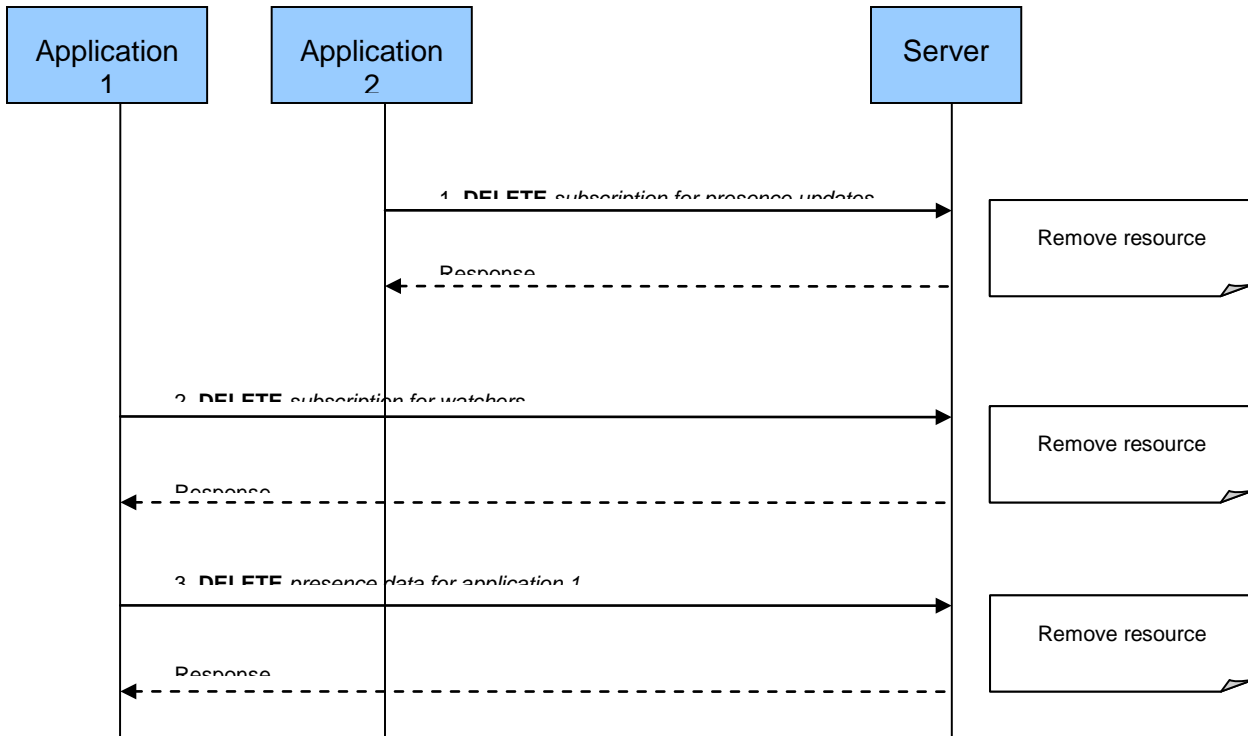 Application
1
Application
2
Server
1. DELETE subscription for presence updates
Remove resource
Response
2. DELETE subscription for watchers
Remove resource
Response
3. DELETE presence data for application 1
Remove resource
Response